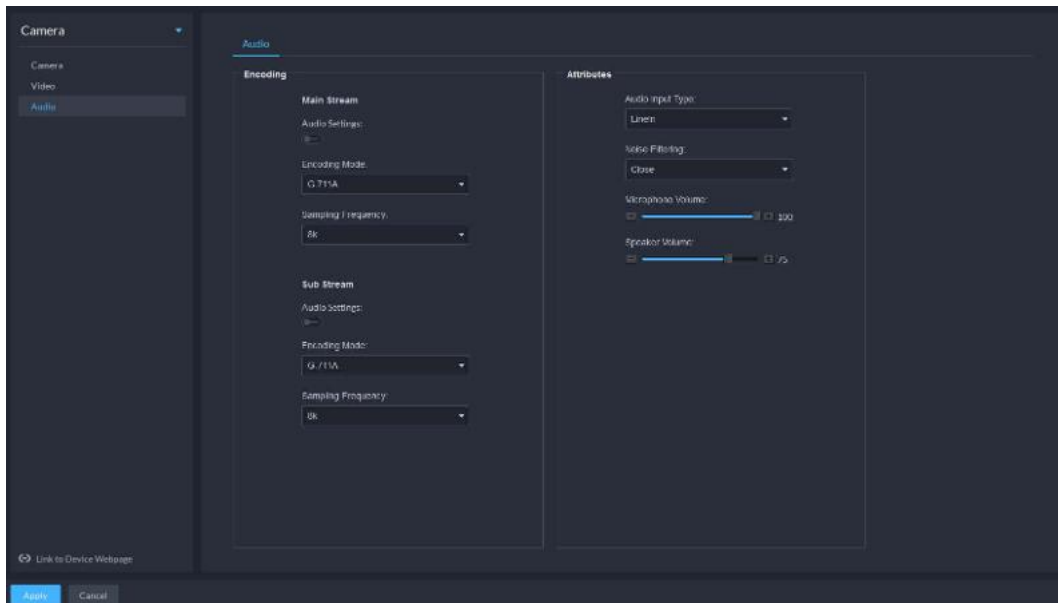 Camera
Camera
Video
Audio
Link to Device Webpage
Audio
Encoding
Main Stream
Audio Settings:
Encoding Mode:
G.711A
Sampling Frequency:
8k
Sub Stream
Audio Settings:
Encoding Mode:
G.711A
Sampling Frequency:
8k
Attributes
Audio Input Type:
LineIn
Noise Filtering:
Close
Microphone Volume:
100
Speaker Volume:
75
Apply
Cancel